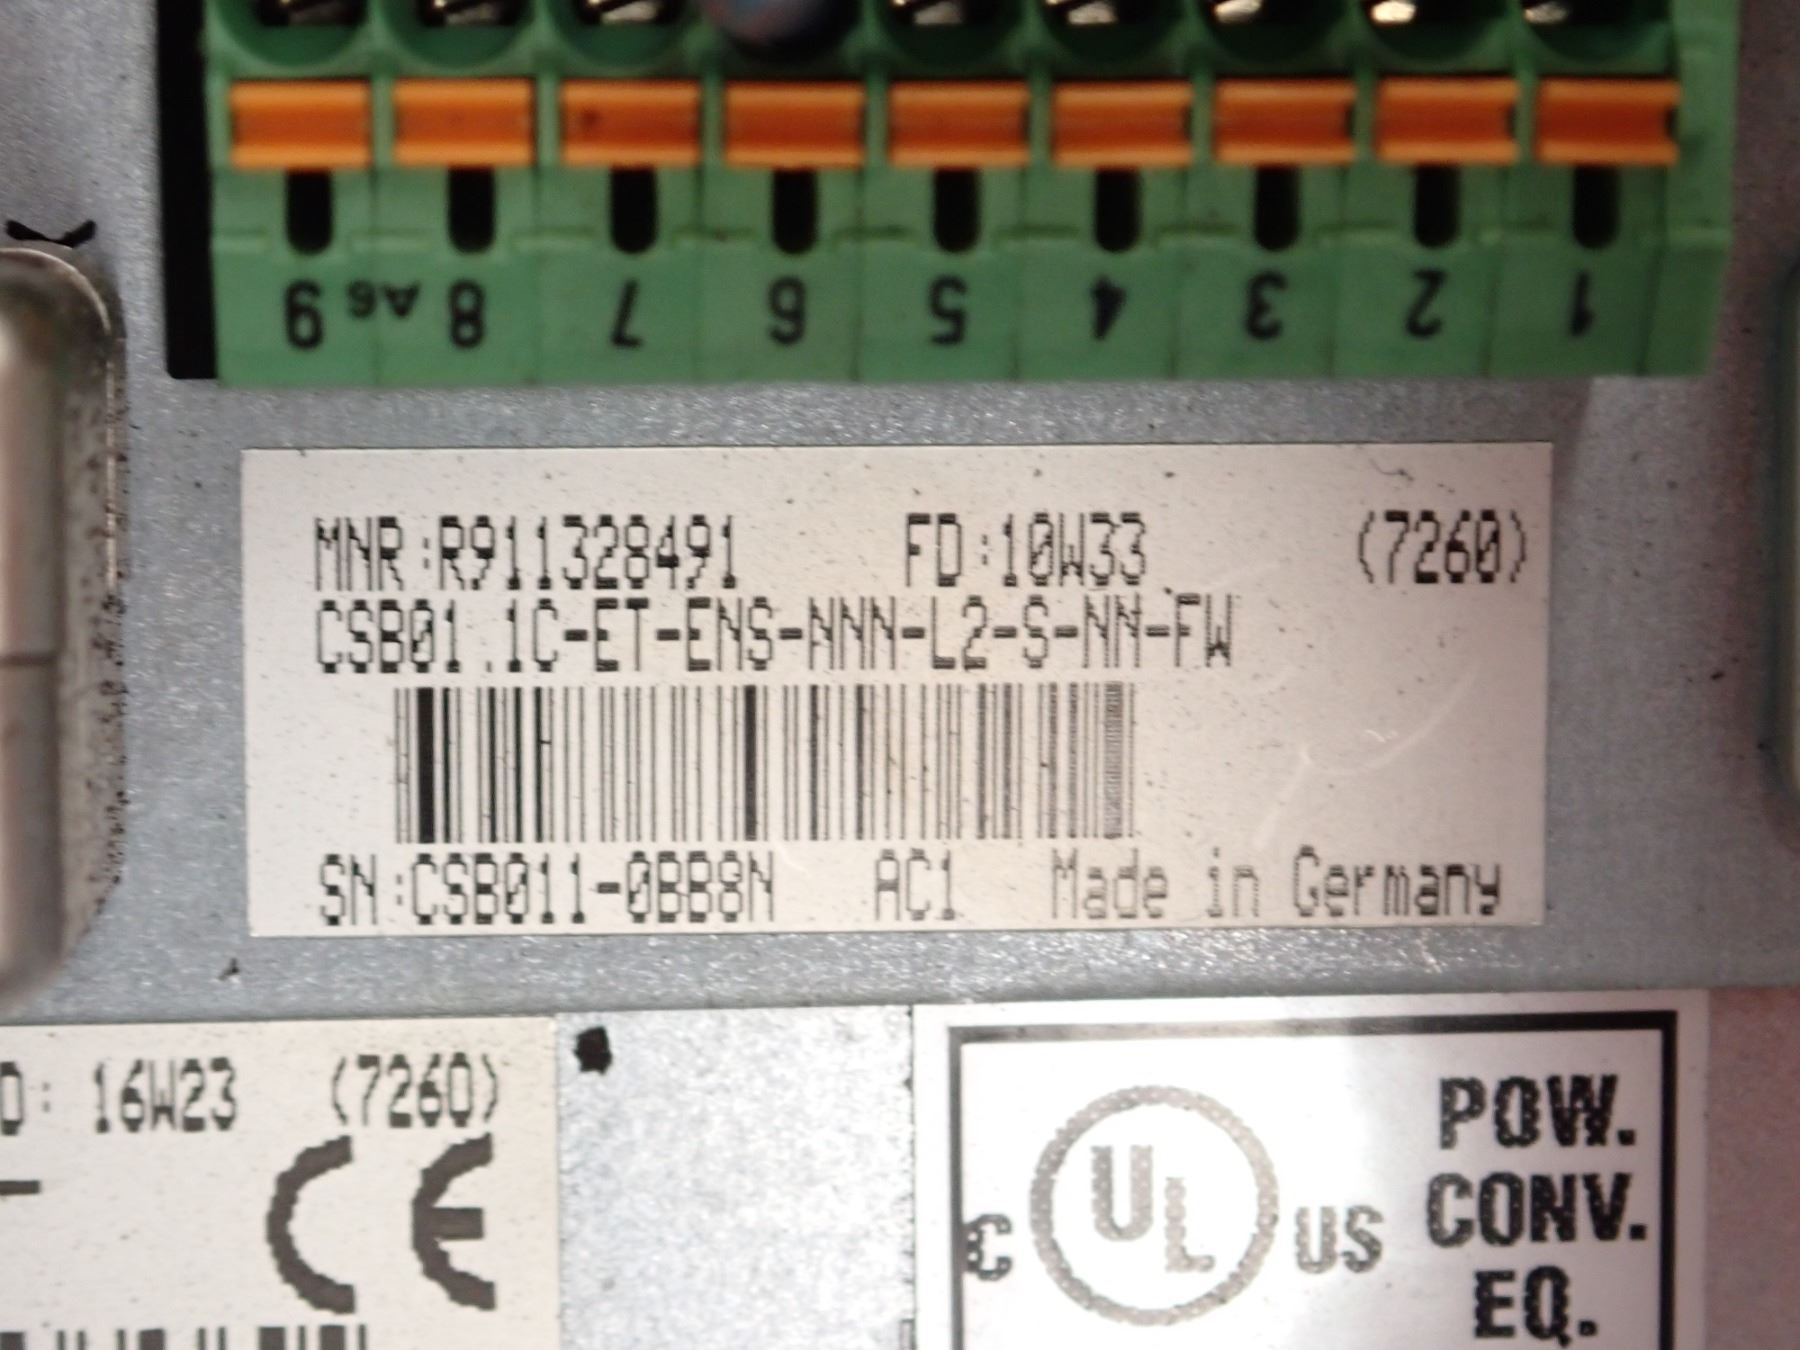 9 A6 8 7 6 5 4 3 2 1
MNR:R911328491 FD:10W33 (7260)
CSB01.1C-ET-ENS-NNN-L2-S-NN-FW
SN:CSB011-0BB8N AC1 Made in Germany
D: 16W23 (7260)
CE
C UL US
POW.
CONV.
EQ.